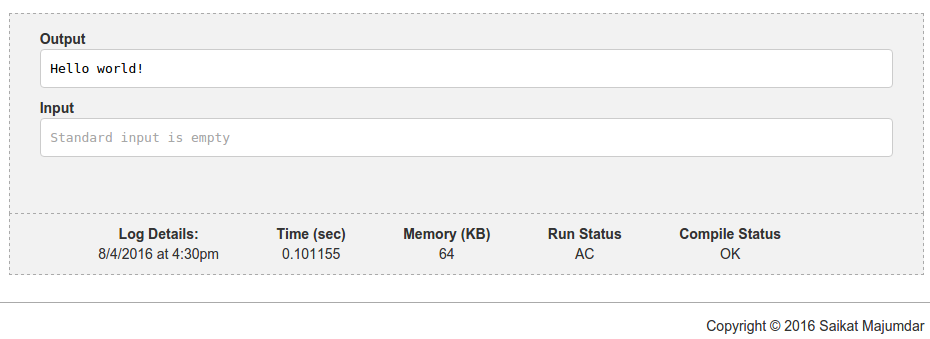 Output
Hello world!
Input
Standard input is empty
Log Details: Time (sec) Memory (KB) Run Status Compile Status
8/4/2016 at 4:30pm 0.101155 64 AC OK
Copyright © 2016 Saikat Majumdar